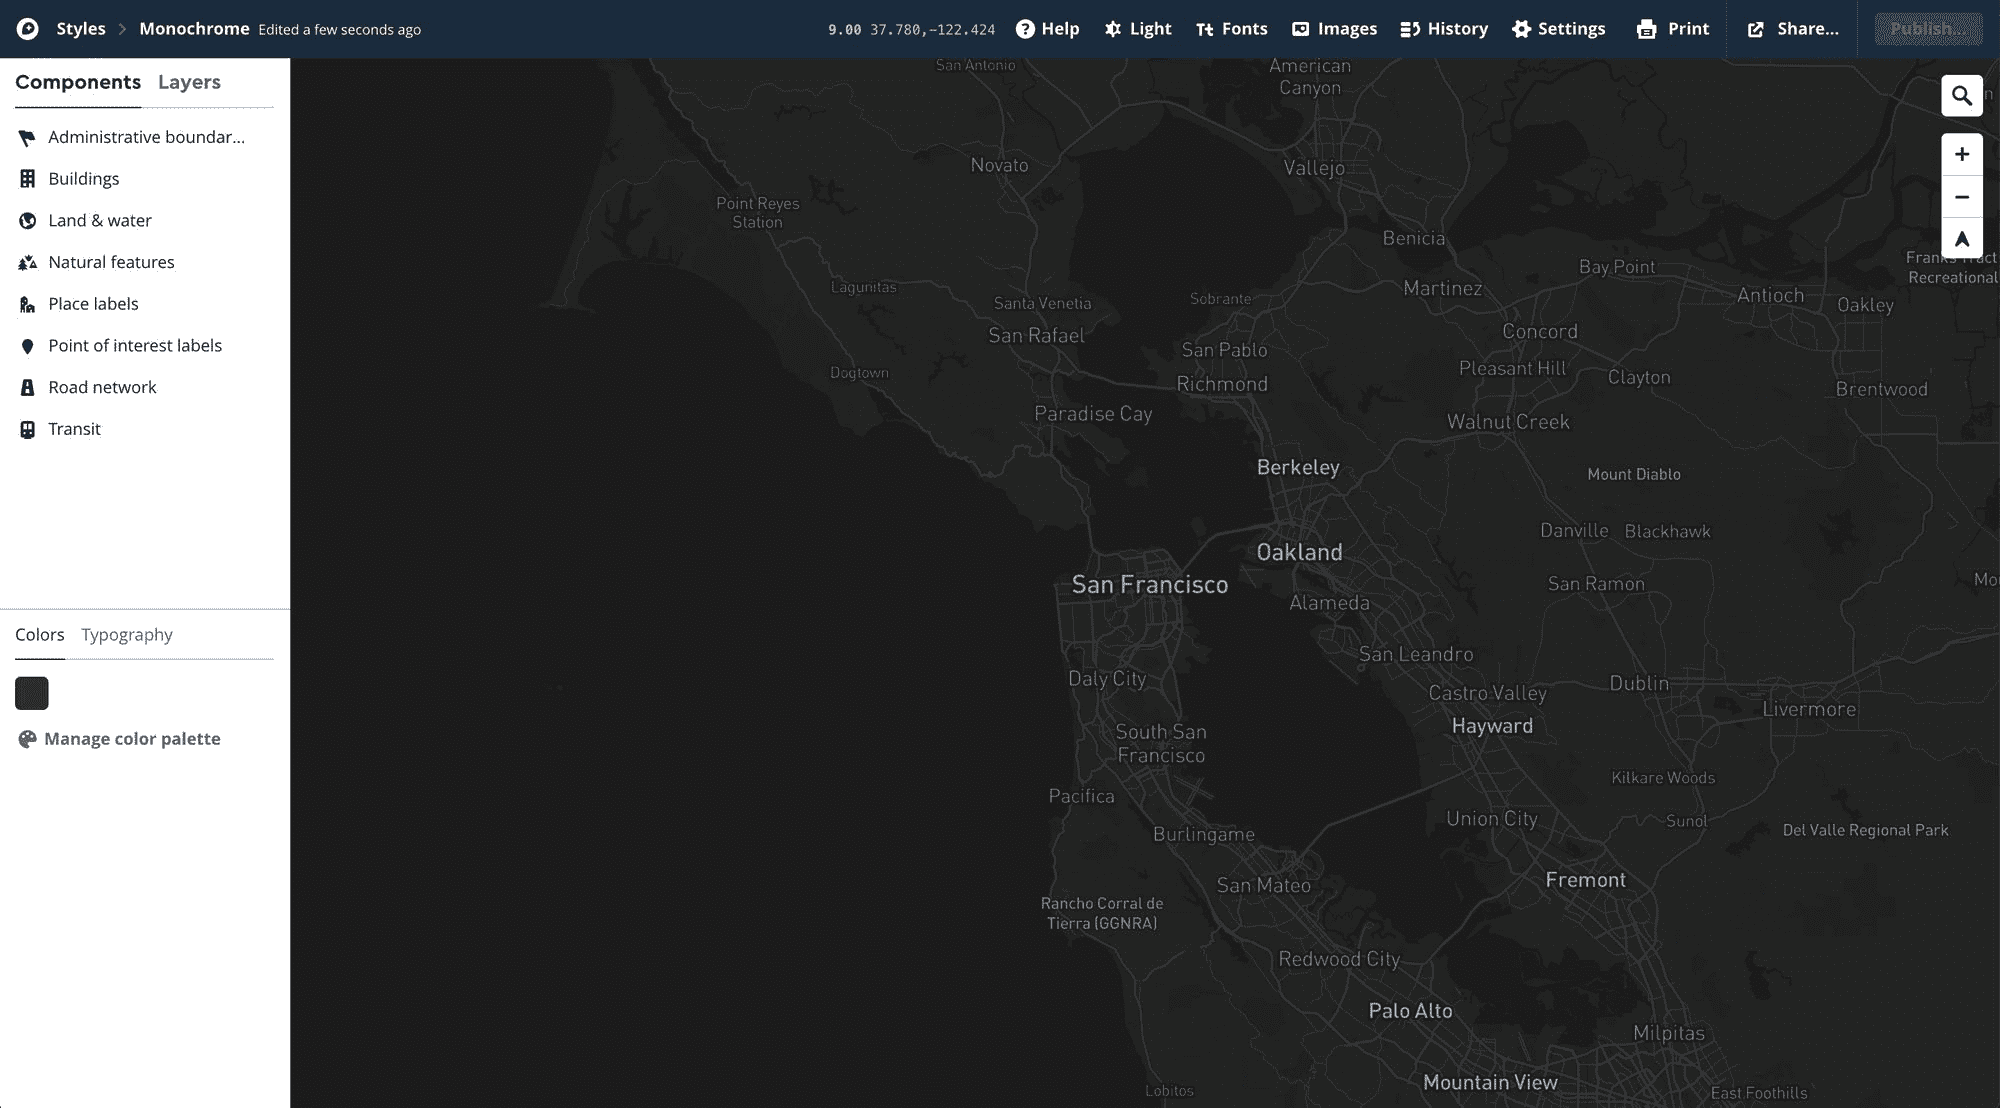 Styles
Monochrome
Edited a few seconds ago
9.00 37.780,-122.424
Help
Light
Tt Fonts
Images
History
Settings
Print
Share...
Publish...
Components
Layers
Administrative boundar...
Buildings
Land & water
Natural features
Place labels
Point of interest labels
Road network
Transit
Colors
Typography
Manage color palette
San Antonio
American
Canyon
Novato
Vallejo
Point Reyes
Station
Benicia
Bay Point
Recreational
Lagunitas
Santa Venetia
Sobrante
Martinez
Antioch
Oakley
San Rafael
Concord
San Pablo
Dogtown
Richmond
Pleasant Hill
Clayton
Brentwood
Paradise Cay
Walnut Creek
Berkeley
Mount Diablo
Danville
Blackhawk
Oakland
San Francisco
San Ramon
Mo
Alameda
San Leandro
Daly City
Castro Valley
Dublin
Livermore
Hayward
South San
Francisco
Kilkare Woods
Pacifica
Union City
Sunol
Del Valle Regional Park
Burlingame
San Mateo
Fremont
Rancho Corral de
Tierra (GGNRA)
Redwood City
Palo Alto
Milpitas
Mountain View
Lobitos
East Foothills